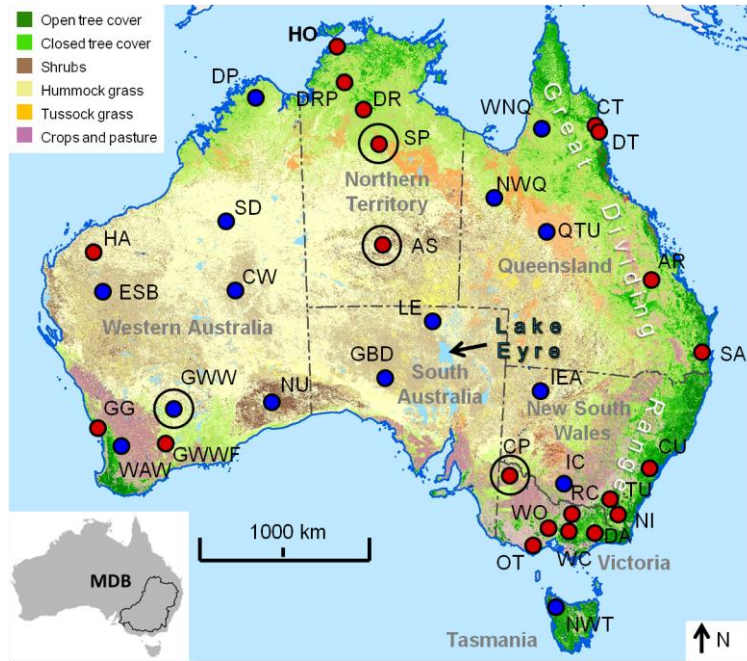 Open tree cover
Closed tree cover
Shrubs
Hummock grass
Tussock grass
Crops and pasture
HO
DP
DRP
DR
SP
WNQ
CT
DT
Great Dividing Range
Northern
Territory
NWQ
SD
HA
AS
QTU
Queensland
AR
ESB
CW
Western Australia
LE
Lake
Eyre
GBD
South
Australia
SA
GWW
NU
IEA
New South
Wales
GG
WAW
GWWF
CP
IC
CU
RC
TU
WO
NI
DA
OT
WC
Victoria
1000 km
MDB
NWT
Tasmania
N